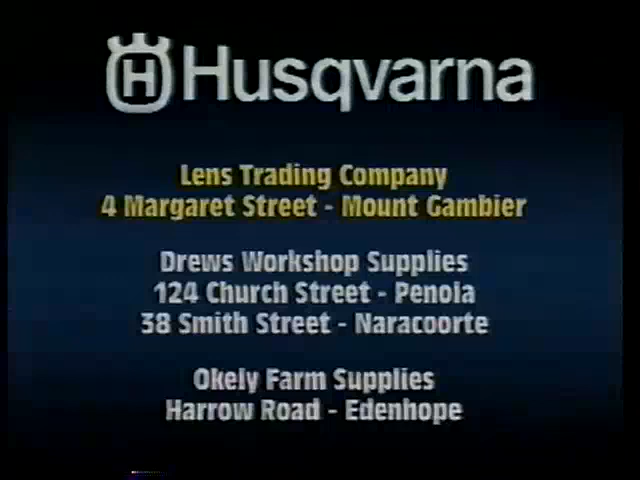 Husqvarna
Lens Trading Company
4 Margaret Street - Mount Gambier
Drews Workshop Supplies
124 Church Street - Penola
38 Smith Street - Naracoorte
Okely Farm Supplies
Harrow Road - Edenhope